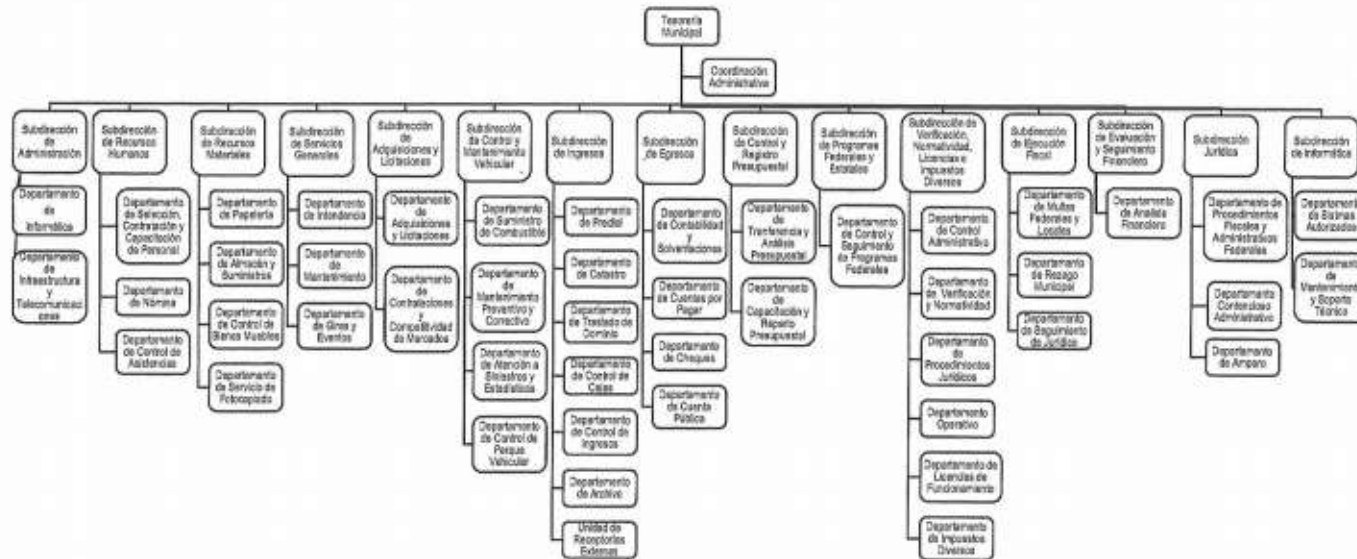 Tesorería
Municipal
Coordinación
Administrativa
Subdirección
de
Administración
Departamento
de
Informática
Departamento
de
Infraestructura
y
Telecomunicaci
ones
Subdirección
de Recursos
Humanos
Departamento
de Selección,
Contratación y
Capacitación
de Personal
Departamento
de Nómina
Departamento
de Control de
Asistencias
Subdirección
de Recursos
Materiales
Departamento
de Papelería
Departamento
de Almacén y
Suministros
Departamento
de Control de
Bienes Muebles
Departamento
de Servicio de
Fotocopiado
Subdirección
de Servicios
Generales
Departamento
de Intendencia
Departamento
de
Mantenimiento
Departamento
de Giras y
Eventos
Subdirección
de
Adquisiciones y
Licitaciones
Departamento
de
Adquisiciones
y Licitaciones
Departamento
de
Contrataciones
y
Competitividad
de Mercados
Subdirección
de Control y
Mantenimiento
Vehicular
Departamento
de Suministro
de Combustible
Departamento
de
Mantenimiento
Preventivo y
Correctivo
Departamento
de Atención a
Siniestros y
Estadísticas
Departamento
de Control de
Parque
Vehicular
Subdirección
de Ingresos
Departamento
de Predial
Departamento
de Catastro
Departamento
de Traslado de
Dominio
Departamento
de Control de
Cajas
Departamento
de Control de
Ingresos
Departamento
de Archivo
Unidad de
Receptorías
Externas
Subdirección
de Egresos
Departamento
de Contabilidad
y
Solventaciones
Departamento
de Cuentas por
Pagar
Departamento
de Cheques
Departamento
de Cuenta
Pública
Subdirección
de Control y
Registro
Presupuestal
Departamento
de
Tranferencia y
Análisis
Presupuestal
Departamento
de
Capacitación y
Reporte
Presupuestal
Subdirección
de Programas
Federales y
Estatales
Departamento
de Control y
Seguimiento
de Programas
Federales
Subdirección de
Verificación,
Normatividad,
Licencias e
Impuestos
Diversos
Departamento
de Control
Administrativo
Departamento
de Verificación
y Normatividad
Departamento
de
Procedimientos
Jurídicos
Departamento
Operativo
Departamento de
Licencias de
Funcionamiento
Departamento
de Impuestos
Diversos
Subdirección
de Ejecución
Fiscal
Departamento
de Multas
Federales y
Locales
Departamento
de Rezago
Municipal
Departamento
de Seguimiento
de Jurídico
Subdirección
de Evaluación
y Seguimiento
Financiero
Departamento
de Analisis
Financiero
Subdirección
Jurídica
Departamento
de
Procedimientos
Fiscales y
Administrativos
Federales
Departamento
Contencioso
Administrativo
Departamento
de Amparo
Subdirección
de Informática
Departamento
de Sistmas
Autorizados
Departamento
de
Mantenimiento
y Soporte
Técnico